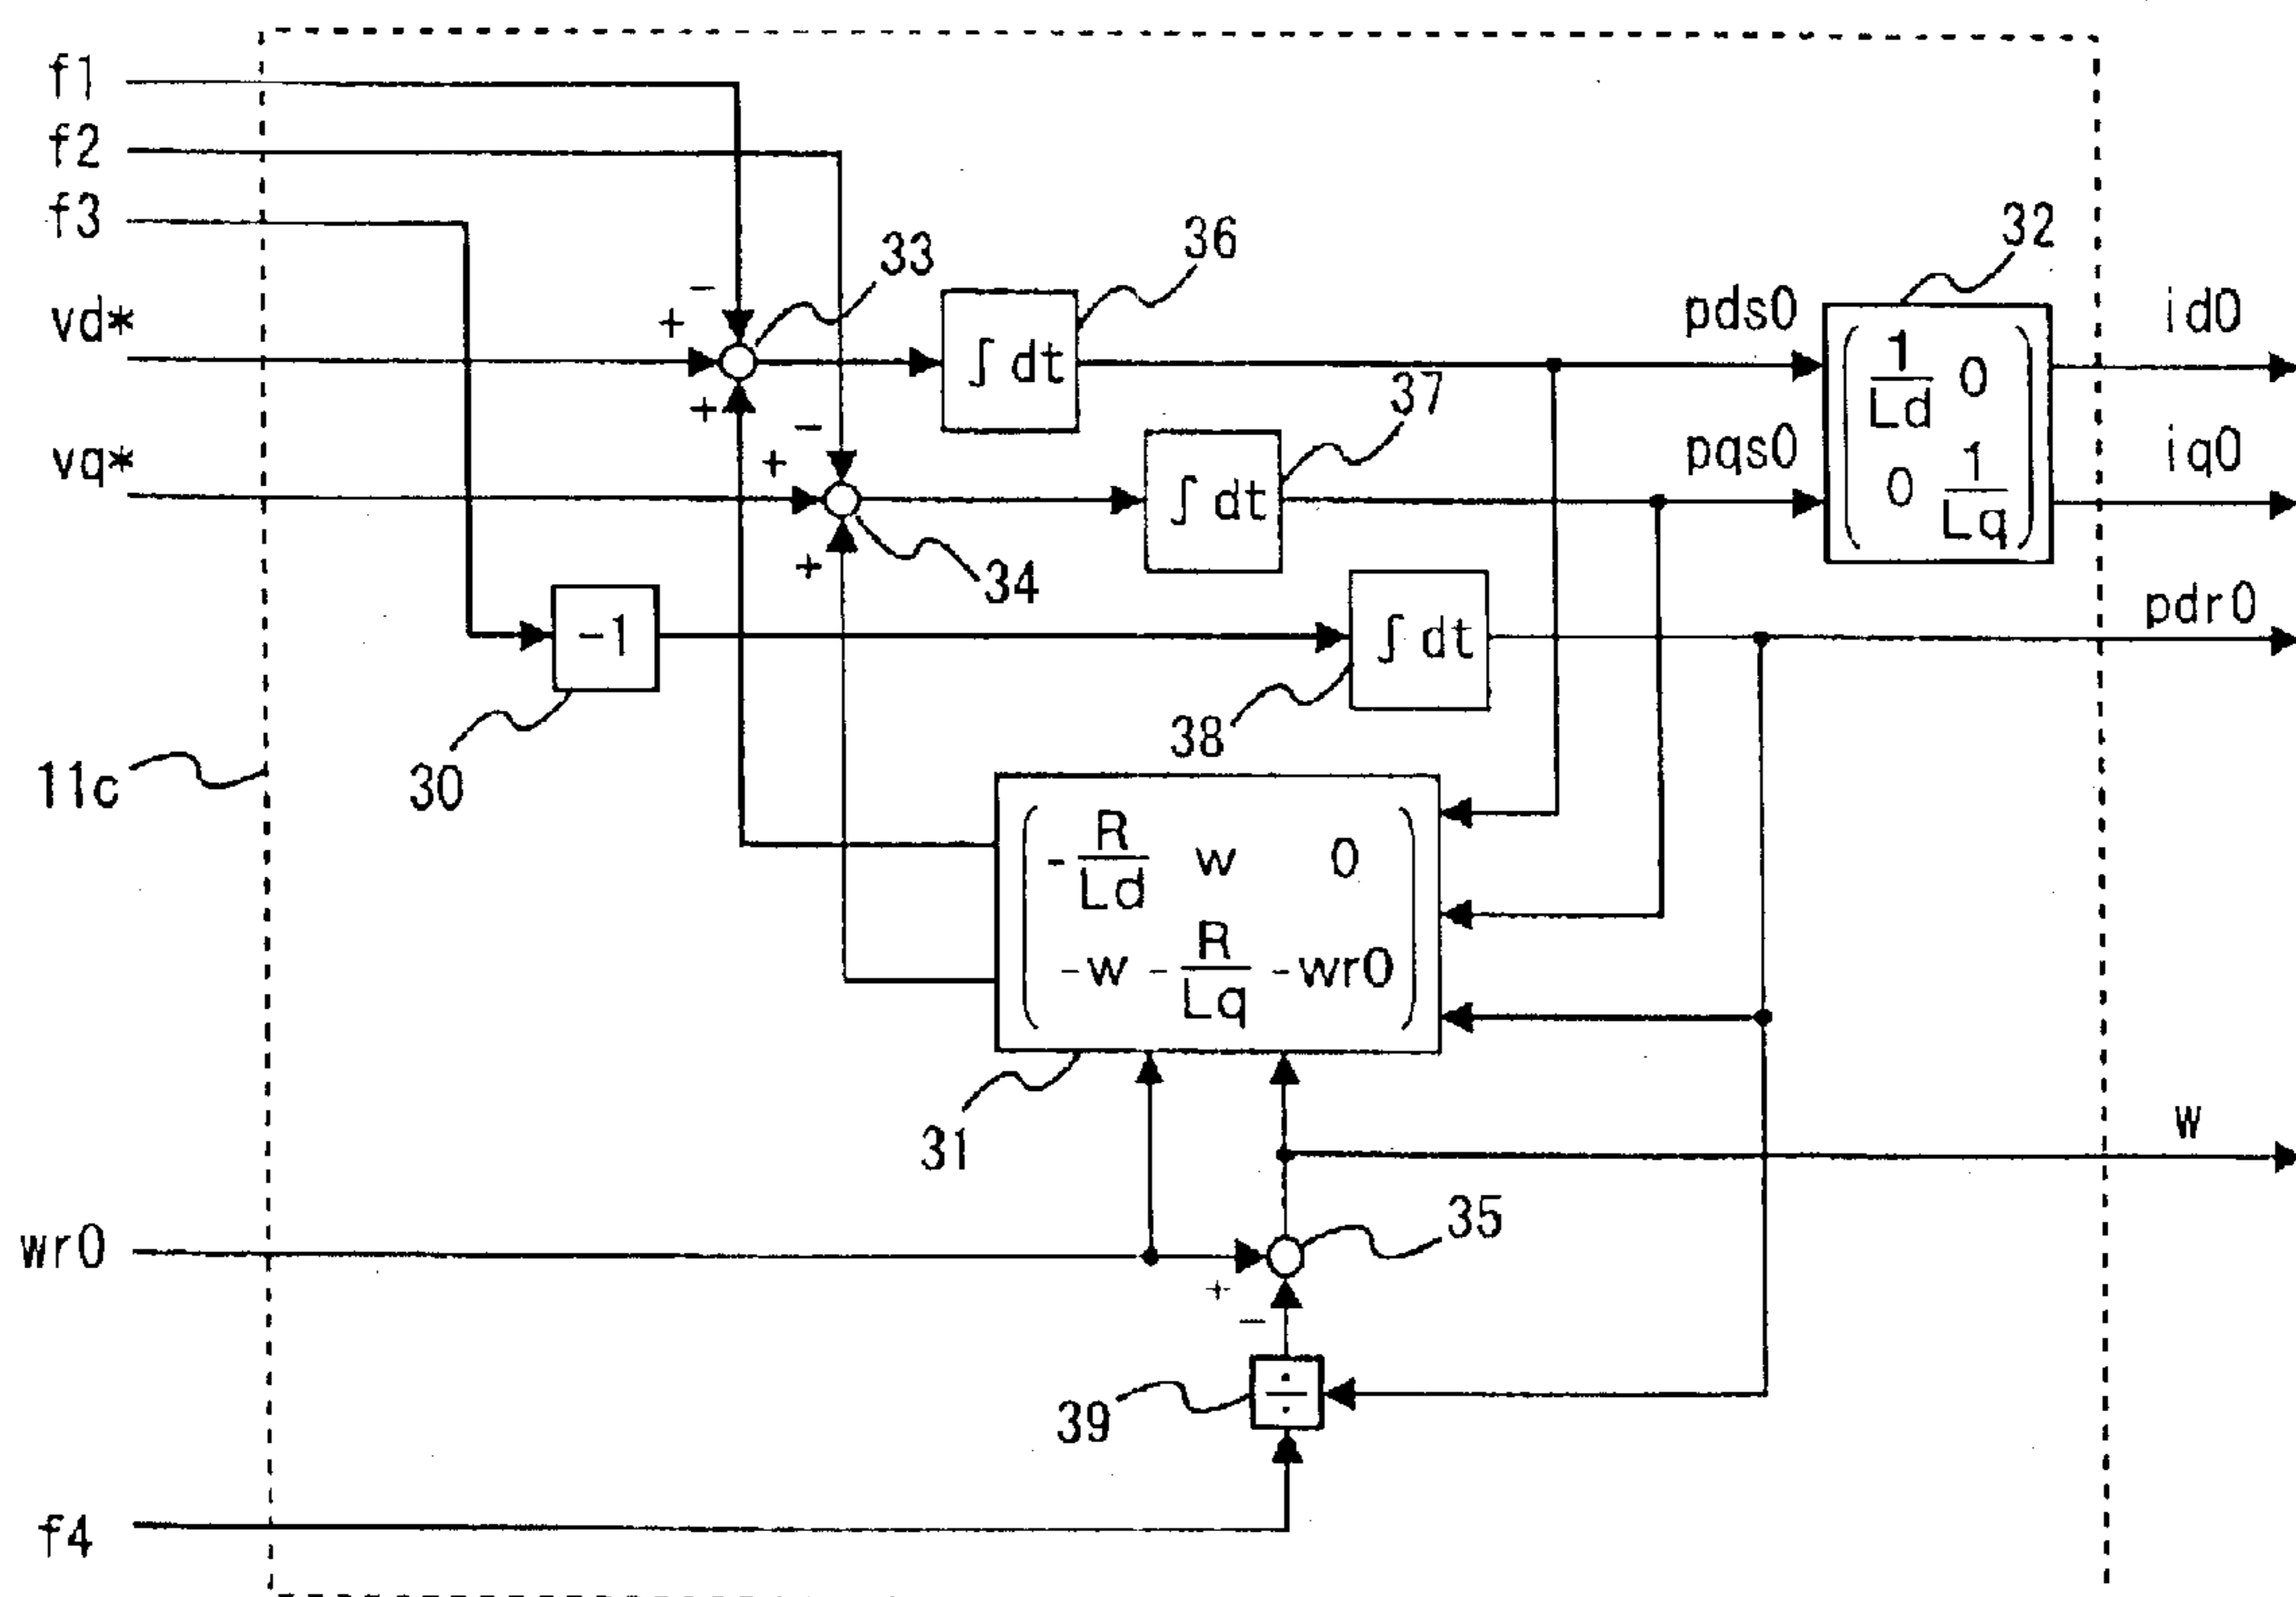 f1
f2
f3
vd*
vq*
11c
wr0
f4
+
−
+
33
36
∫dt
−
+
+
34
37
∫dt
-1
30
∫dt
38
pds0
pqs0
32
1/Ld 0
0 1/Lq
id0
iq0
pdr0
-R/Ld w 0
-w -R/Lq -wr0
31
w
35
+
−
÷
39